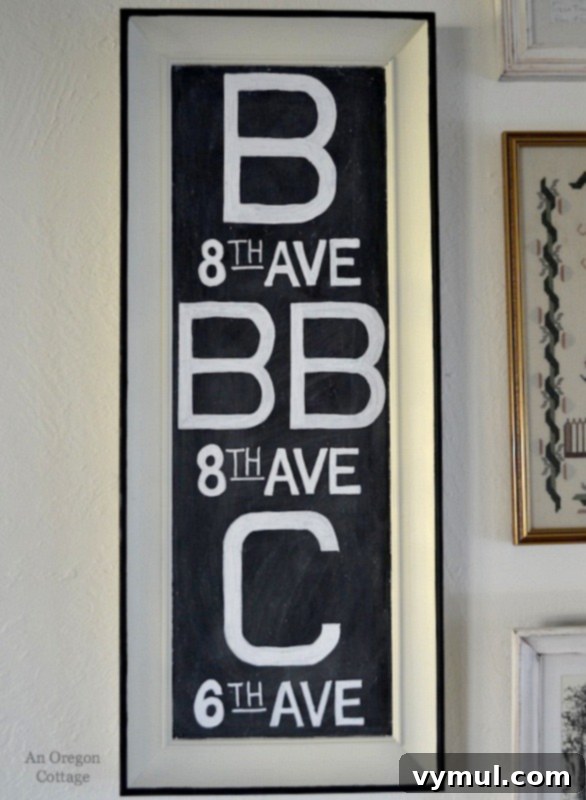 B
8TH AVE
BB
8TH AVE
C
6TH AVE
An Oregon
Cottage
vymul.com